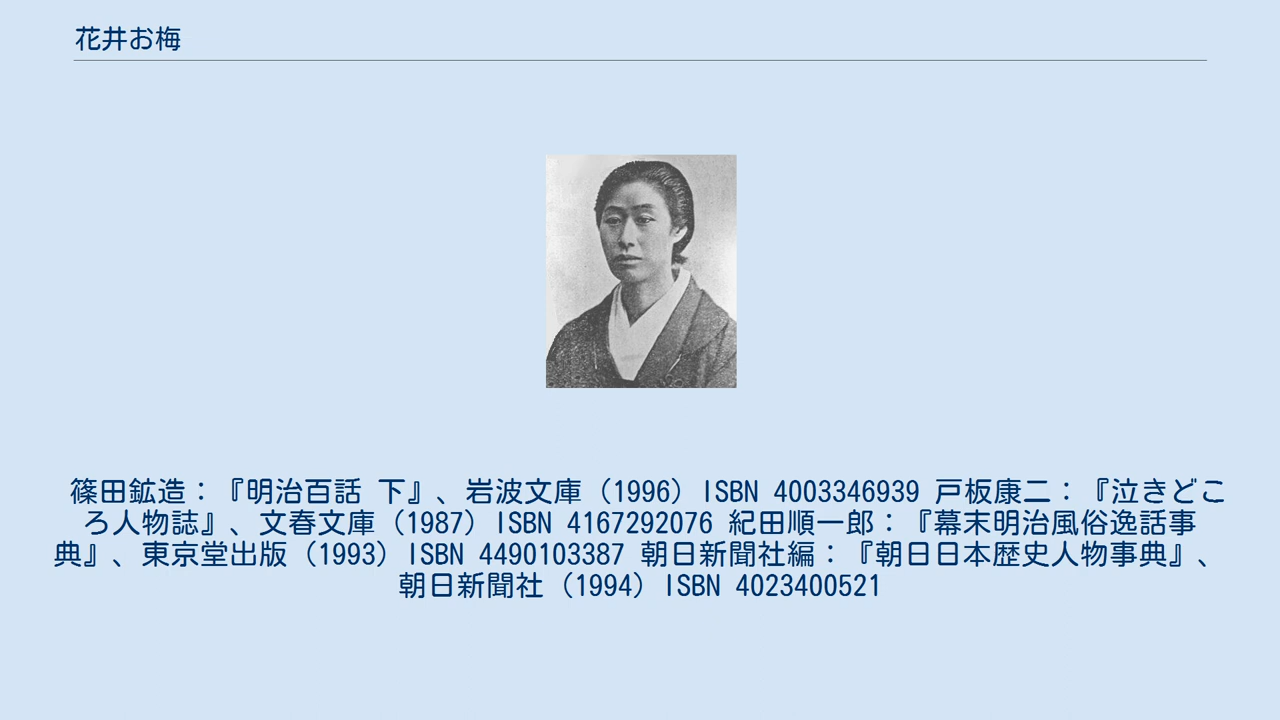 花井お梅
篠田鉱造：『明治百話 下』、岩波文庫（1996）ISBN 4003346939 戸板康二：『泣きどこ
ろ人物誌』、文春文庫（1987）ISBN 4167292076 紀田順一郎：『幕末明治風俗逸話事
典』、東京堂出版（1993）ISBN 4490103387 朝日新聞社編：『朝日日本歴史人物事典』、
朝日新聞社（1994）ISBN 4023400521